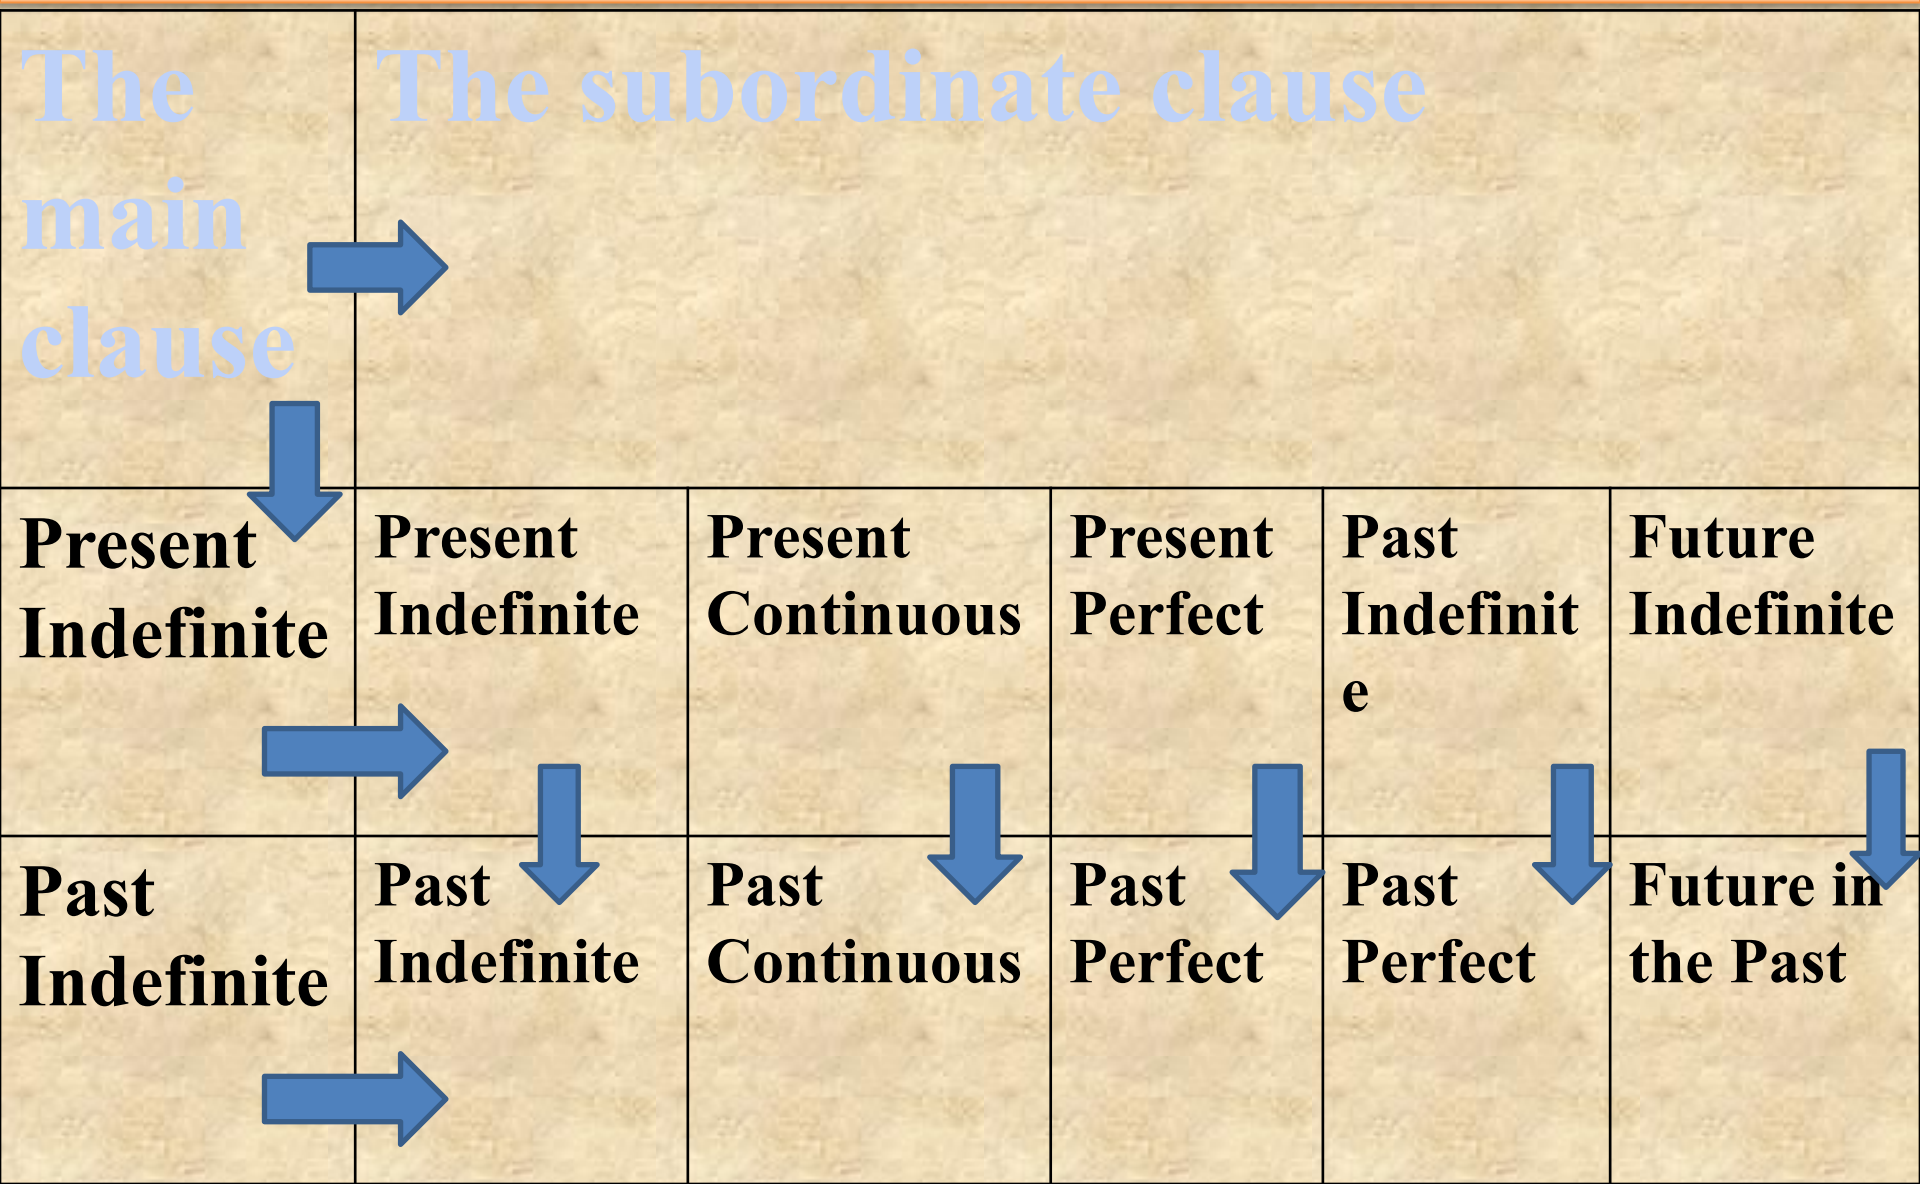 The
main
clause
The subordinate clause
Present
Indefinite
Present
Indefinite
Present
Continuous
Present
Perfect
Past
Indefinit
e
Future
Indefinite
Past
Indefinite
Past
Indefinite
Past
Continuous
Past
Perfect
Past
Perfect
Future in
the Past